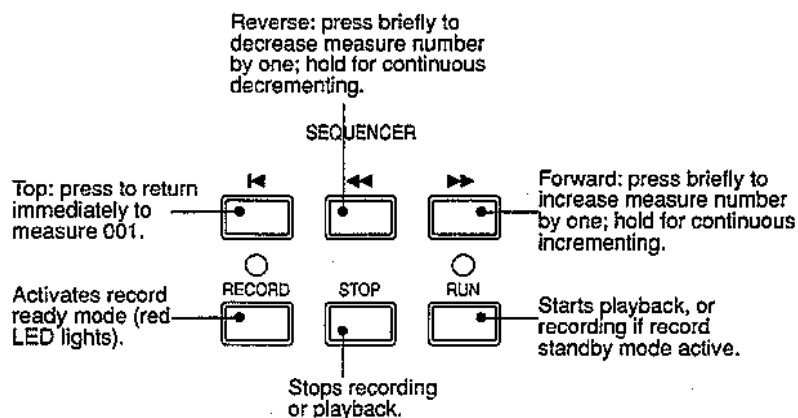 Reverse: press briefly to
decrease measure number
by one; hold for continuous
decrementing.
SEQUENCER
Top: press to return
immediately to
measure 001.
Forward: press briefly to
increase measure number
by one; hold for continuous
incrementing.
RECORD
STOP
RUN
Activates record
ready mode (red
LED lights).
Starts playback, or
recording if record
standby mode active.
Stops recording
or playback.